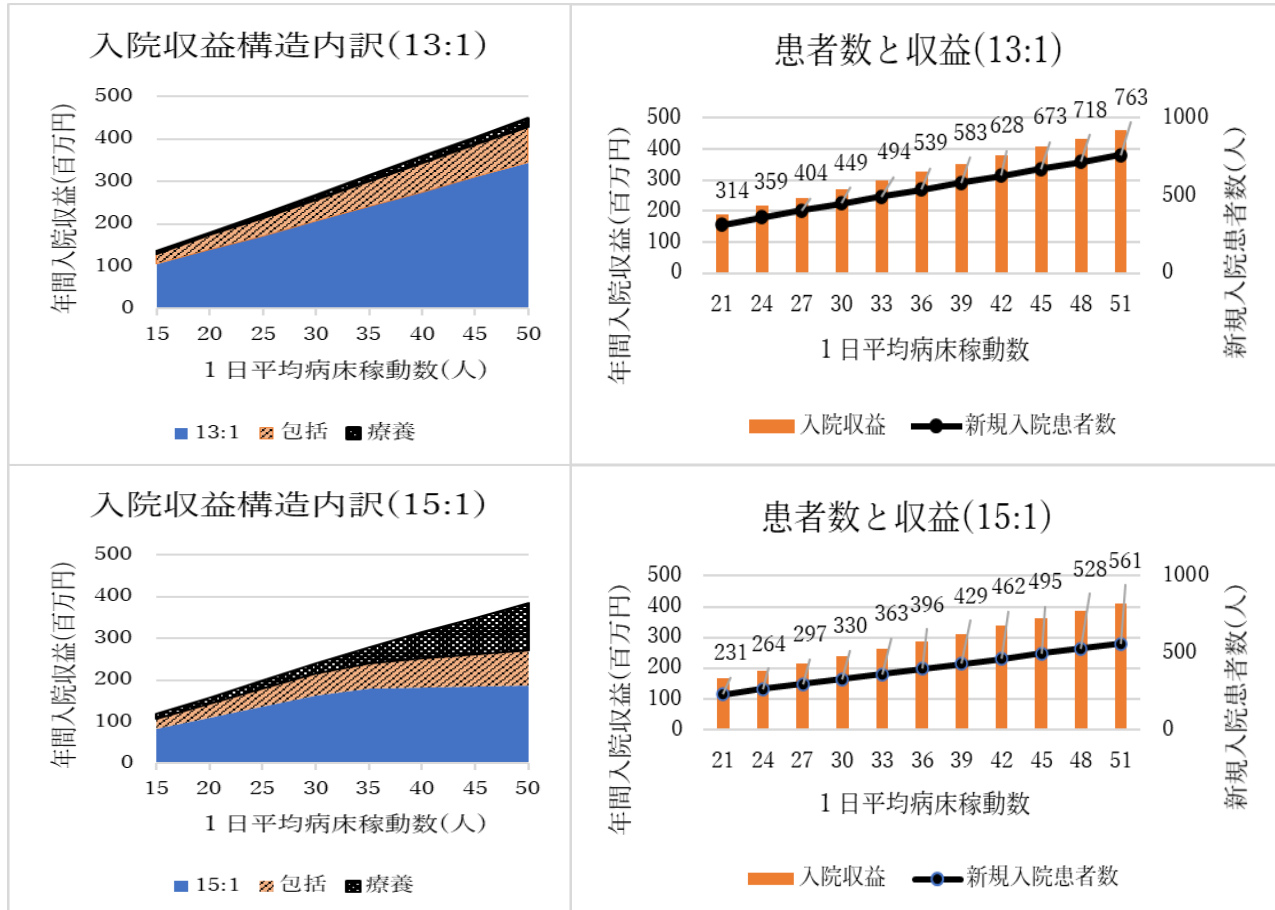 入院収益構造内訳(13:1)
年間入院収益(百万円)
500
400
300
200
100
0
15 20 25 30 35 40 45 50
1日平均病床稼動数(人)
13:1 包括 療養
患者数と収益(13:1)
年間入院収益(百万円)
500
400
300
200
100
0
314 359 404 449 494 539 583 628 673 718 763
1000
500
0
新規入院患者数(人)
21 24 27 30 33 36 39 42 45 48 51
1日平均病床稼動数
入院収益 新規入院患者数
入院収益構造内訳(15:1)
年間入院収益(百万円)
500
400
300
200
100
0
15 20 25 30 35 40 45 50
1日平均病床稼動数(人)
15:1 包括 療養
患者数と収益(15:1)
年間入院収益(百万円)
500
400
300
200
100
0
231 264 297 330 363 396 429 462 495 528 561
1000
500
0
新規入院患者数(人)
21 24 27 30 33 36 39 42 45 48 51
1日平均病床稼動数
入院収益 新規入院患者数